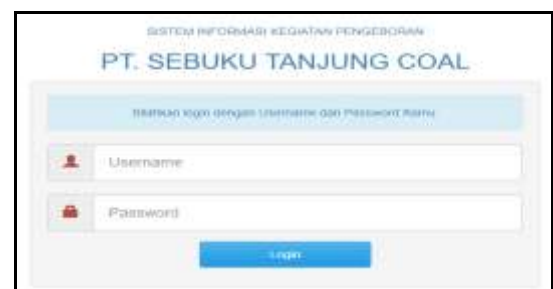 SISTEM INFORMASI KEGIATAN PENGEBORAN
PT. SEBUKU TANJUNG COAL
Silahkan login dengan Username dan Password Kamu
Username
Password
Login